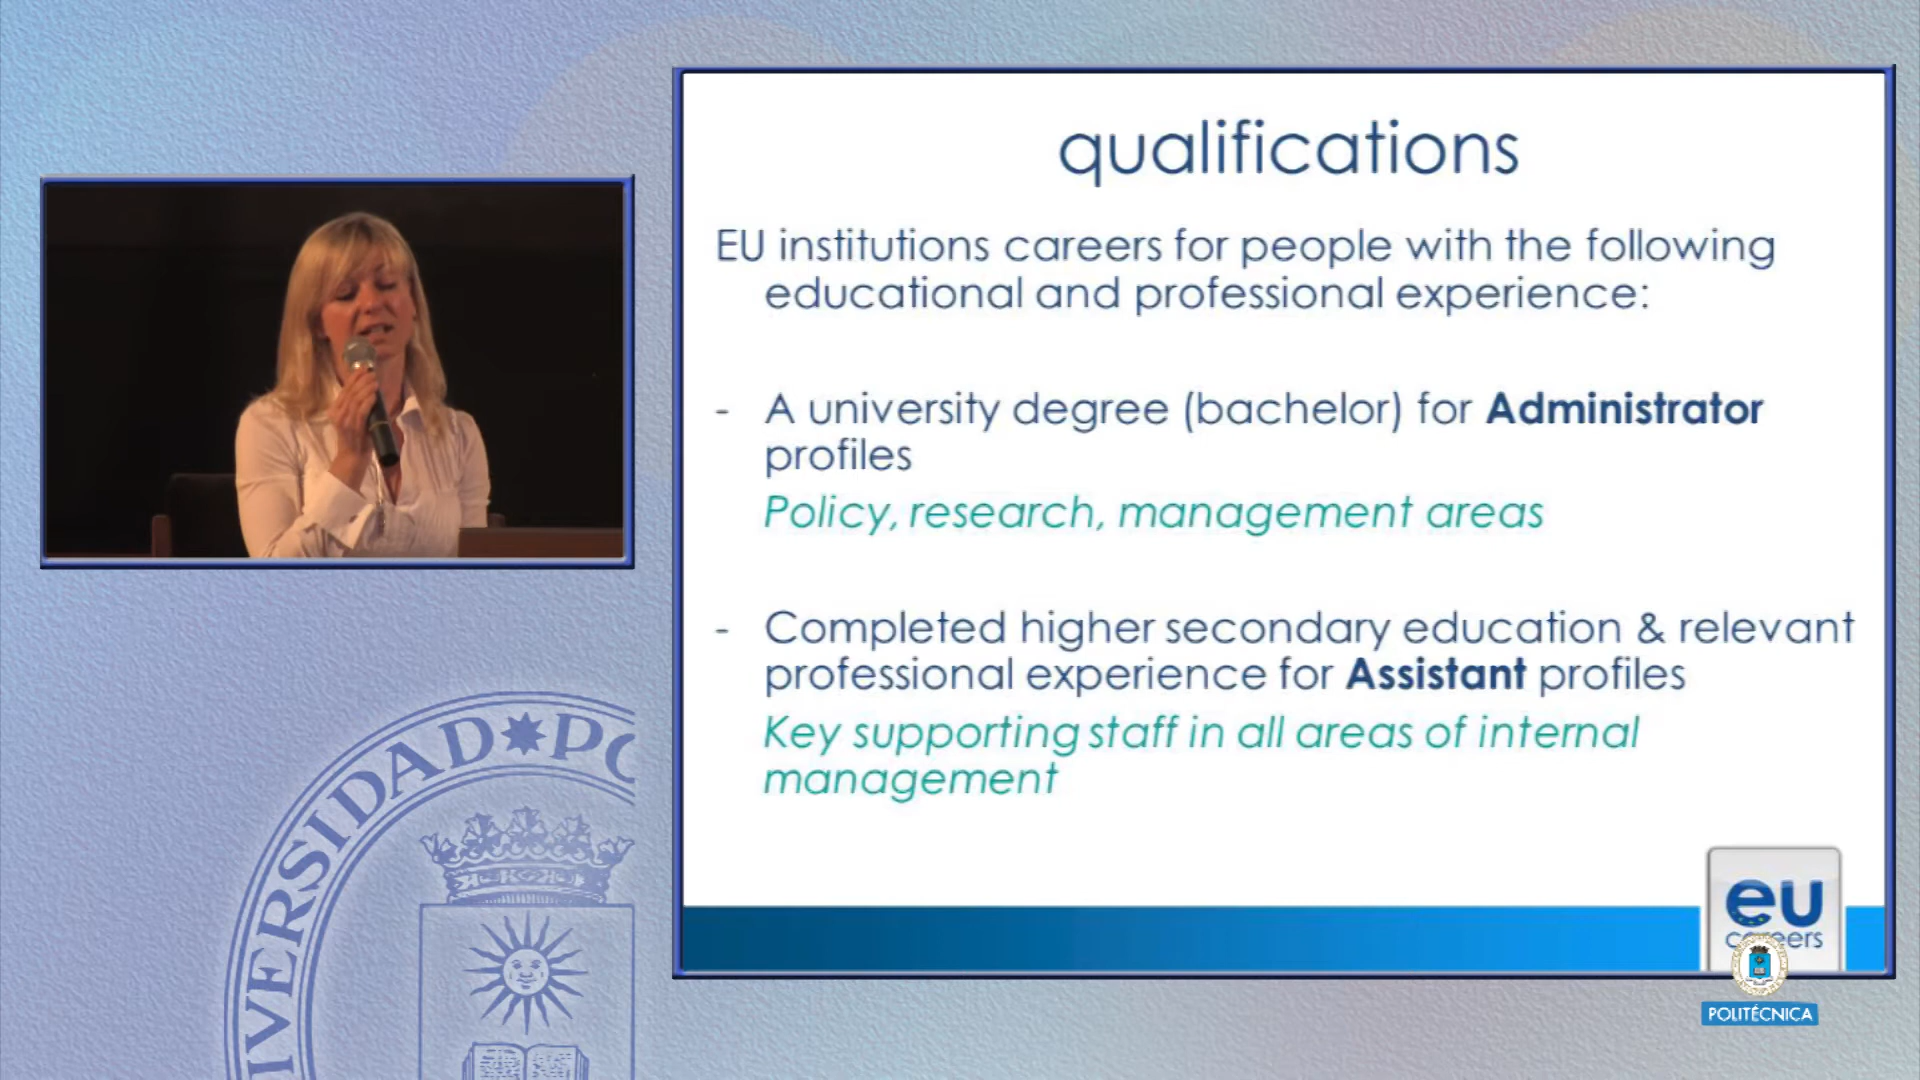 qualifications
EU institutions careers for people with the following
educational and professional experience:
- A university degree (bachelor) for Administrator
profiles
Policy, research, management areas
- Completed higher secondary education & relevant
professional experience for Assistant profiles
Key supporting staff in all areas of internal
management
eu
careers
POLITÉCNICA
IVERSIDAD PO